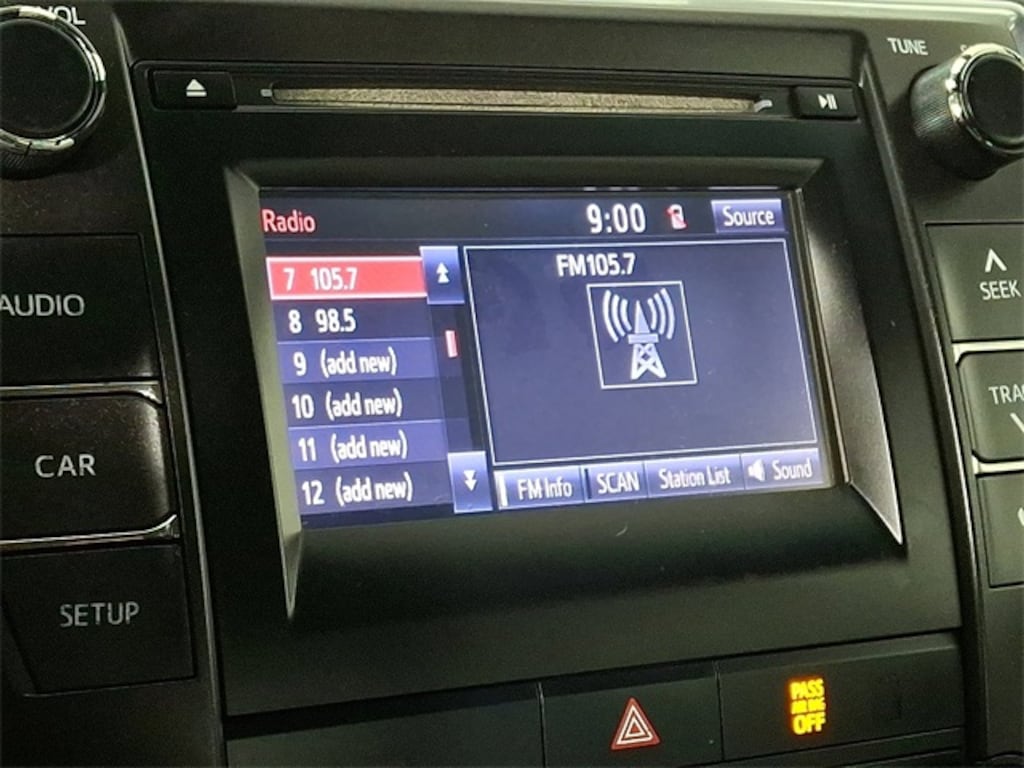 VOL
TUNE
AUDIO
CAR
SETUP
Radio
9:00
Source
7 105.7
8 98.5
9 (add new)
10 (add new)
11 (add new)
12 (add new)
FM105.7
FM Info
SCAN
Station List
Sound
SEEK
TRA
PASS
AIR BAG
OFF